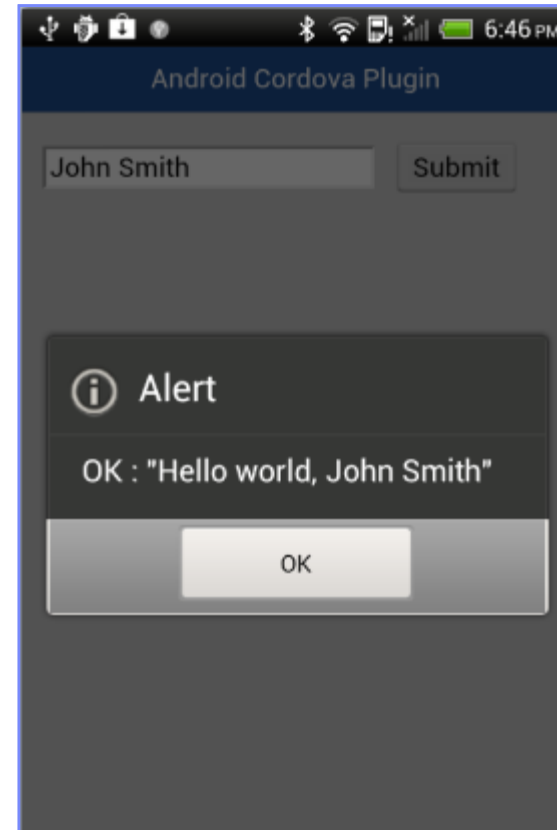 6:46 PM
Android Cordova Plugin
John Smith
Submit
Alert
OK : "Hello world, John Smith"
OK